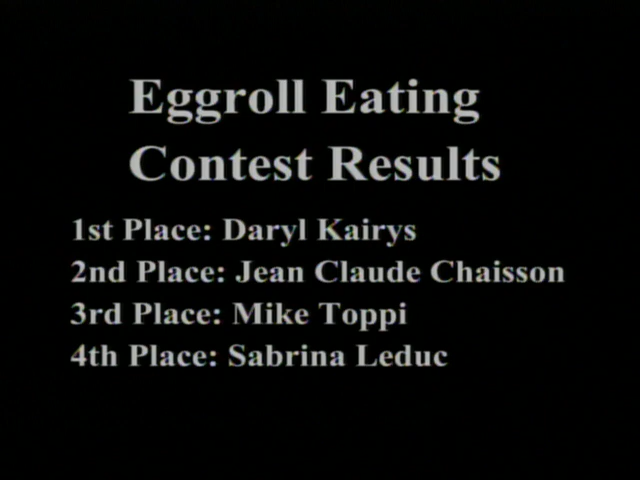 Eggroll Eating
Contest Results
1st Place: Daryl Kairys
2nd Place: Jean Claude Chaisson
3rd Place: Mike Toppi
4th Place: Sabrina Leduc